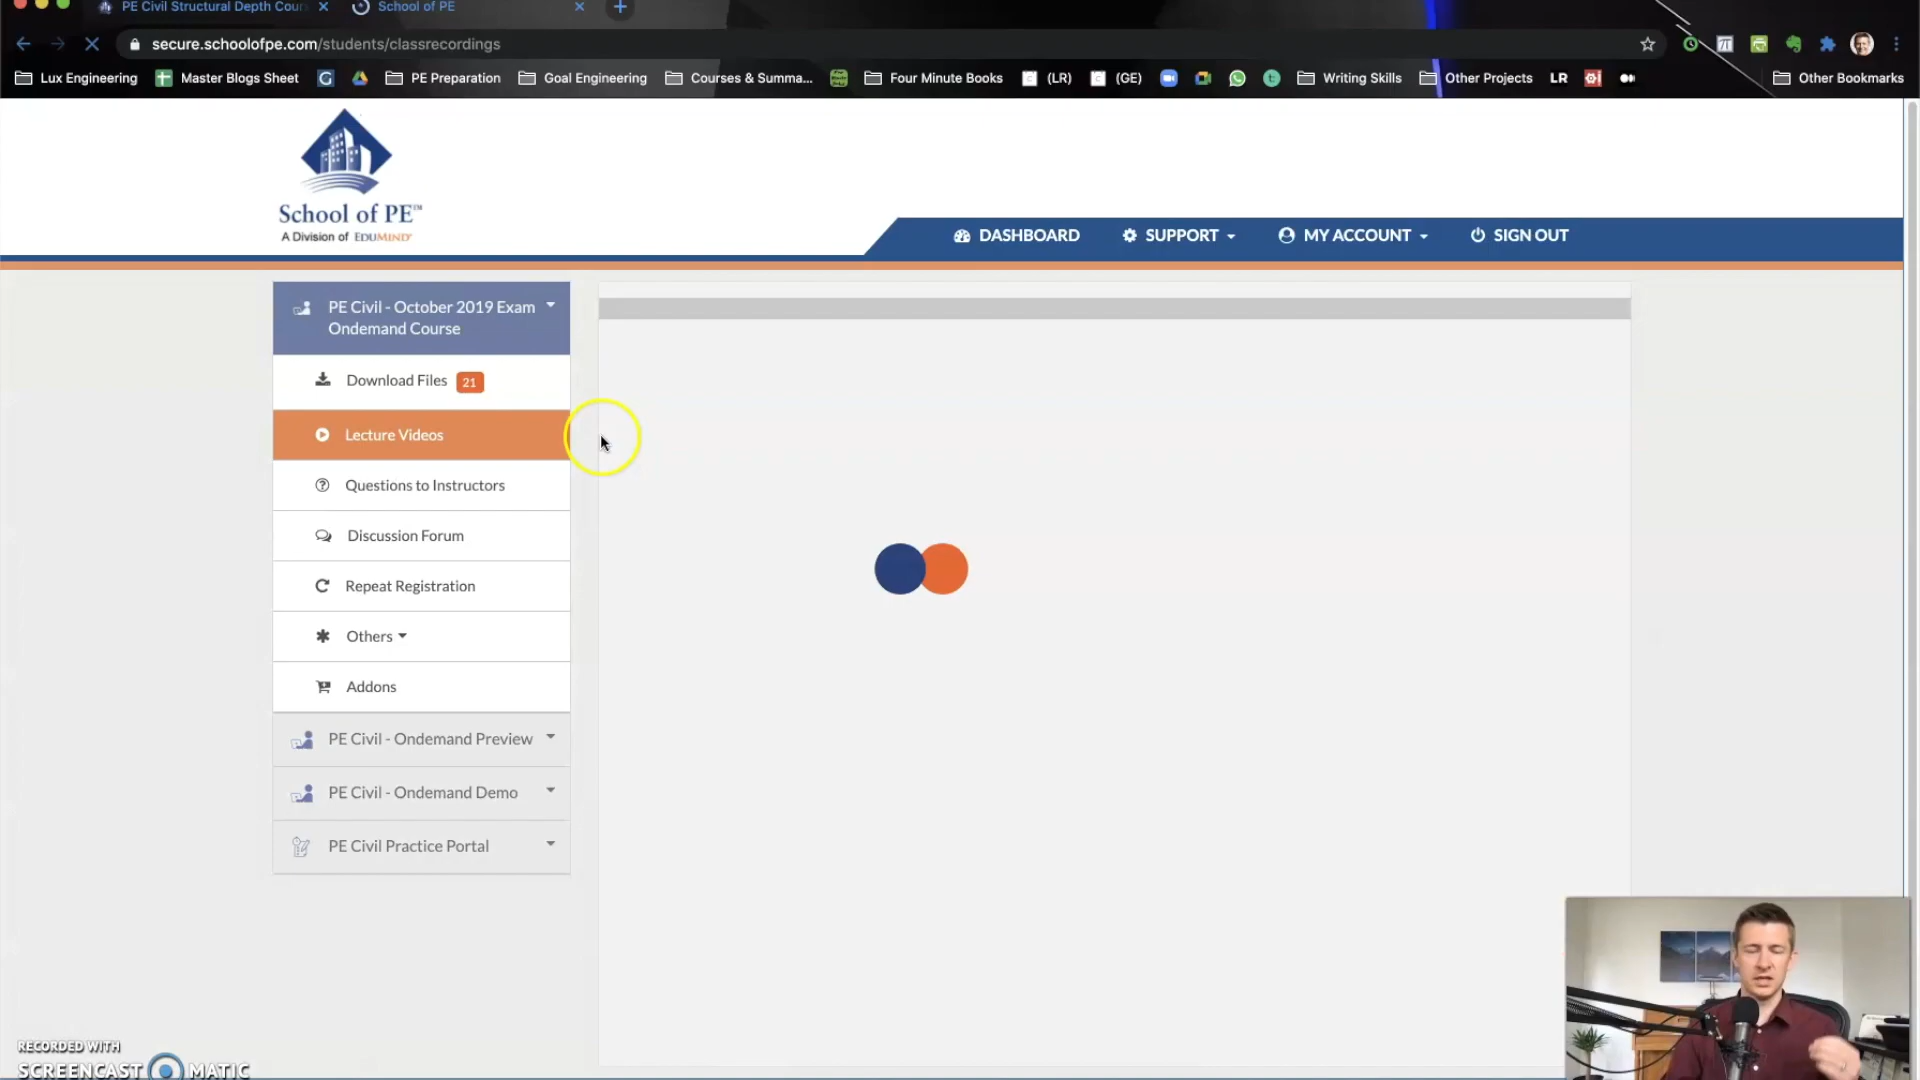 PE Civil Structural Depth Cour
School of PE
secure.schoolofpe.com/students/classrecordings
Lux Engineering
Master Blogs Sheet
PE Preparation
Goal Engineering
Courses & Summa...
Four Minute Books
(LR)
(GE)
Writing Skills
Other Projects
LR
Other Bookmarks
School of PE™
A Division of EDUMIND®
DASHBOARD
SUPPORT
MY ACCOUNT
SIGN OUT
PE Civil - October 2019 Exam
Ondemand Course
Download Files 21
Lecture Videos
Questions to Instructors
Discussion Forum
Repeat Registration
Others
Addons
PE Civil - Ondemand Preview
PE Civil - Ondemand Demo
PE Civil Practice Portal
RECORDED WITH
SCREENCAST MATIC